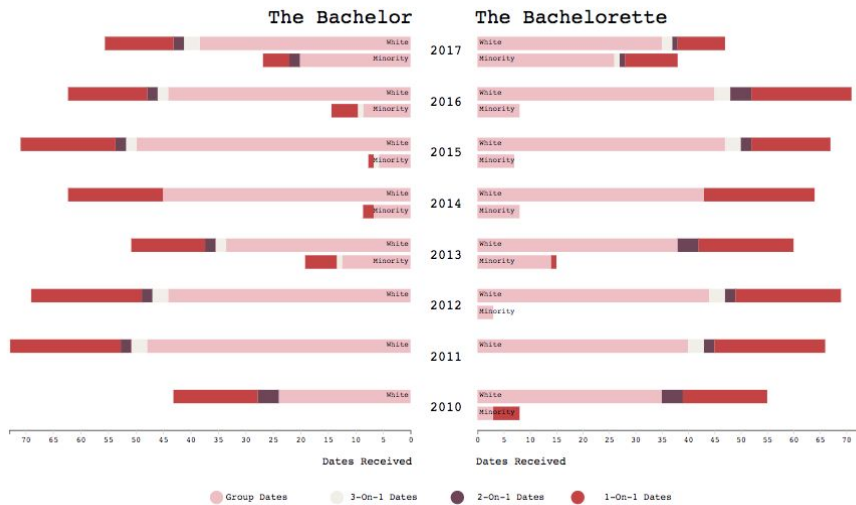 The Bachelor The Bachelorette
White 2017 White
Minority Minority
White 2016 White
Minority Minority
White 2015 White
Minority Minority
White 2014 White
Minority Minority
White 2013 White
Minority Minority
White 2012 White
Minority
White 2011 White
White 2010 White
Minority
70 65 60 55 50 45 40 35 30 25 20 15 10 5 0 0 5 10 15 20 25 30 35 40 45 50 55 60 65 70
Dates Received Dates Received
Group Dates 3-On-1 Dates 2-On-1 Dates 1-On-1 Dates